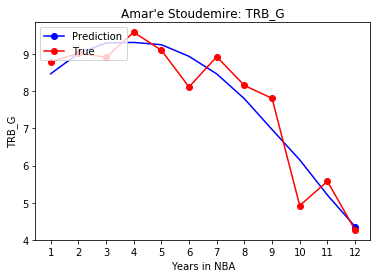 Amar'e Stoudemire: TRB_G
Prediction
True
9
8
7
6
5
4
TRB_G
1 2 3 4 5 6 7 8 9 10 11 12
Years in NBA